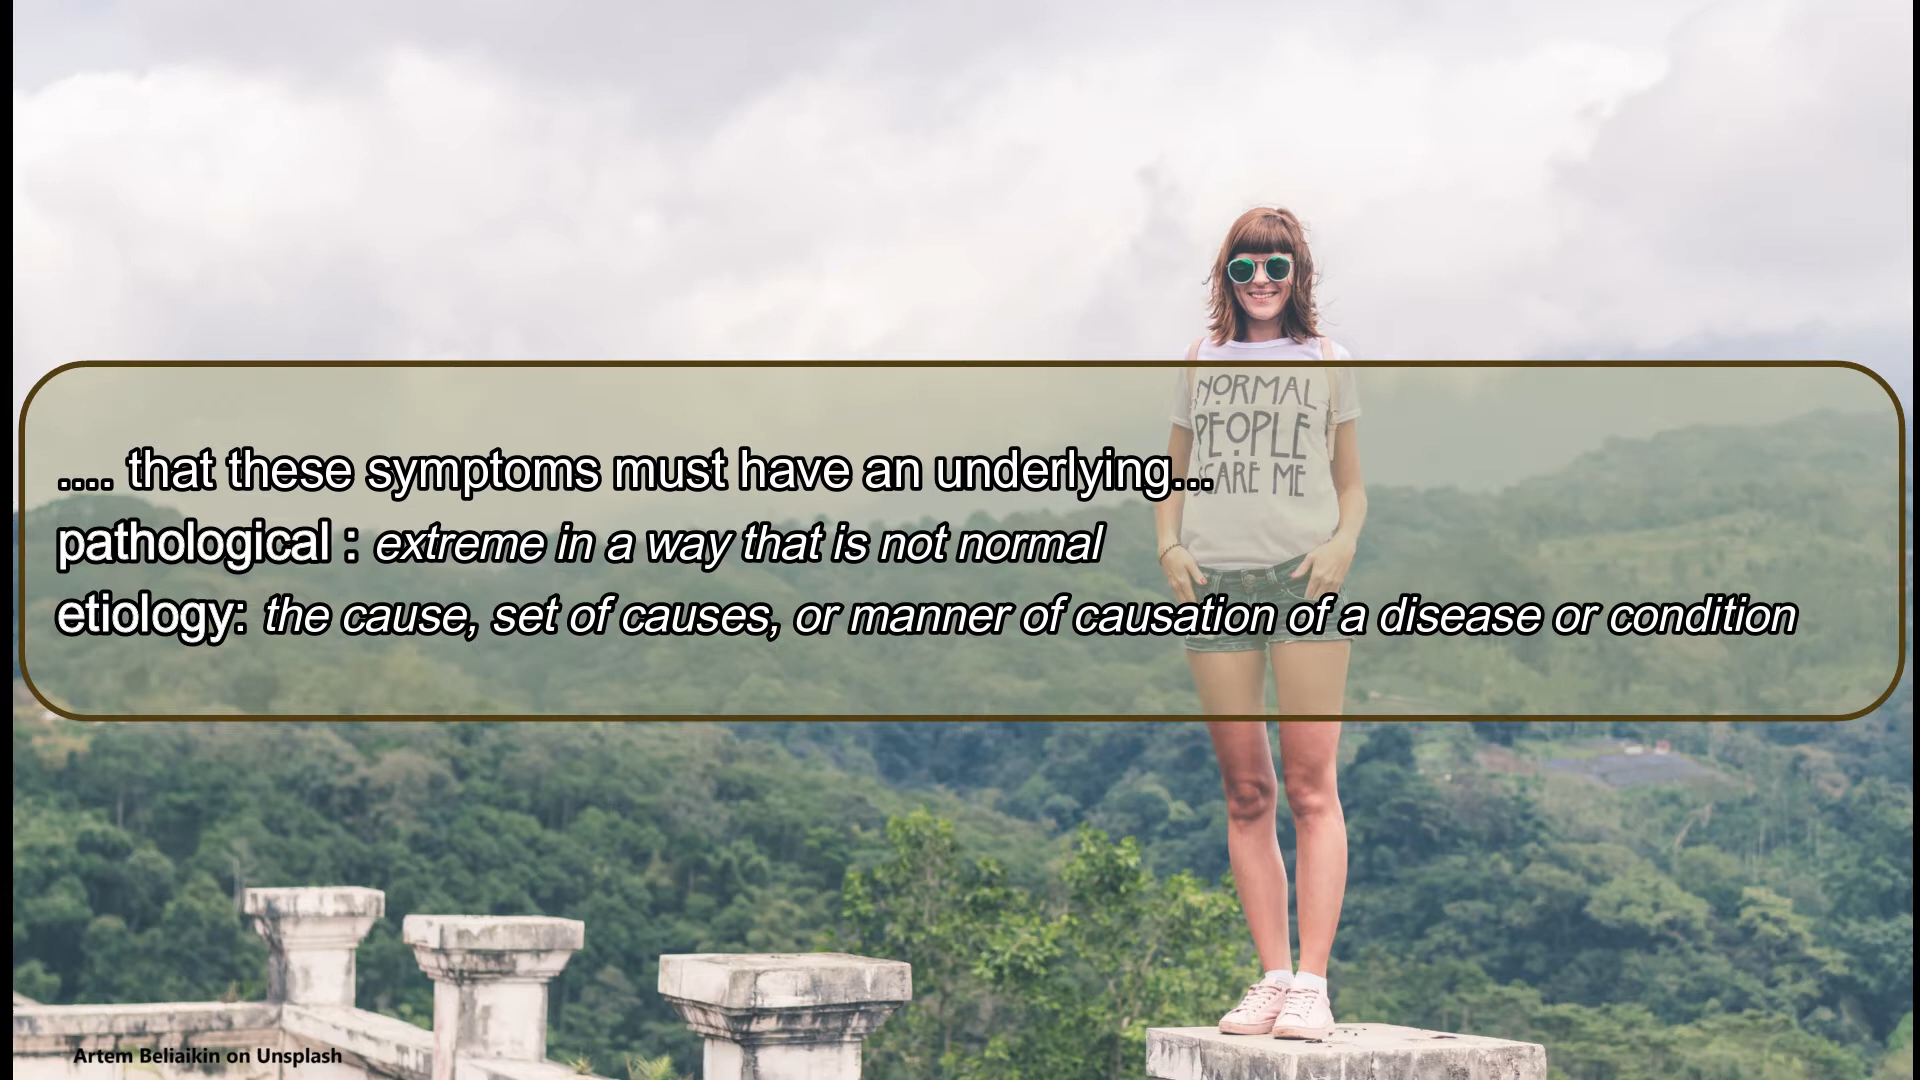 NORMAL
PEOPLE
SCARE ME
.... that these symptoms must have an underlying...
pathological : extreme in a way that is not normal
etiology: the cause, set of causes, or manner of causation of a disease or condition
Artem Beliaikin on Unsplash